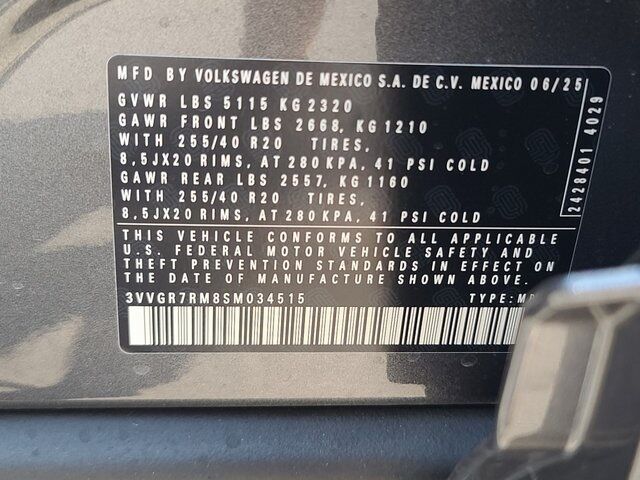 MFD BY VOLKSWAGEN DE MEXICO S.A. DE C.V. MEXICO 06/25
GVWR LBS 5115 KG 2320
GAWR FRONT LBS 2668, KG 1210
WITH 255/40 R20 TIRES,
8,5JX20 RIMS, AT 280 KPA, 41 PSI COLD
GAWR REAR LBS 2557, KG 1160
WITH 255/40 R20 TIRES,
8,5JX20 RIMS, AT 280 KPA, 41 PSI COLD
THIS VEHICLE CONFORMS TO ALL APPLICABLE
U.S. FEDERAL MOTOR VEHICLE SAFETY AND
THEFT PREVENTION STANDARDS IN EFFECT ON
THE DATE OF MANUFACTURE SHOWN ABOVE.
3VVGR7RM8SM034515 TYPE:
2428401 4029